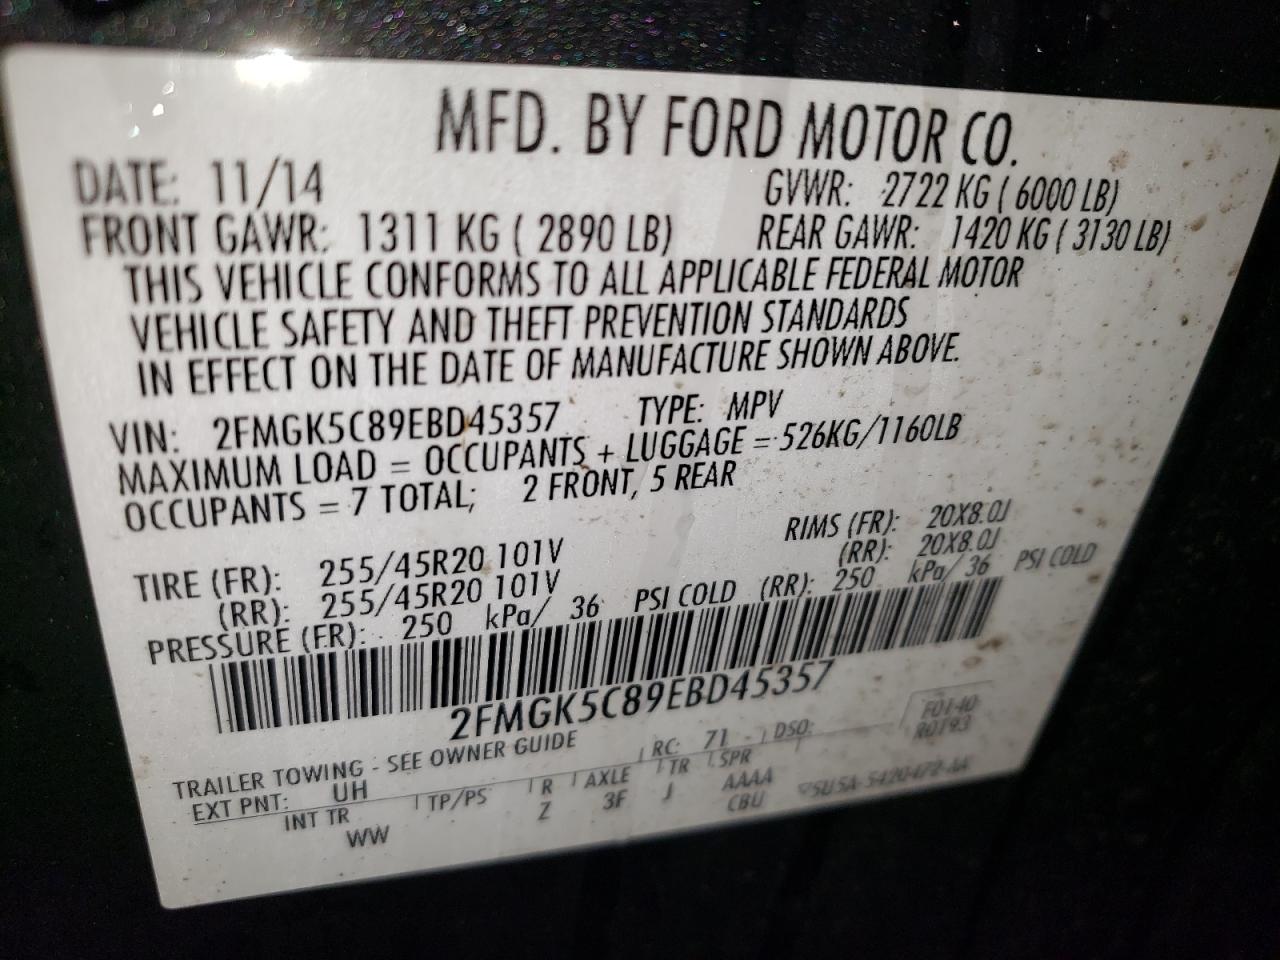 MFD. BY FORD MOTOR CO.
DATE: 11/14 GVWR: 2722 KG ( 6000 LB)
FRONT GAWR: 1311 KG ( 2890 LB) REAR GAWR: 1420 KG ( 3130 LB)
THIS VEHICLE CONFORMS TO ALL APPLICABLE FEDERAL MOTOR
VEHICLE SAFETY AND THEFT PREVENTION STANDARDS
IN EFFECT ON THE DATE OF MANUFACTURE SHOWN ABOVE.
VIN: 2FMGK5C89EBD45357 TYPE: MPV
MAXIMUM LOAD = OCCUPANTS + LUGGAGE = 526KG/1160LB
OCCUPANTS = 7 TOTAL; 2 FRONT, 5 REAR
TIRE (FR): 255/45R20 101V RIMS (FR): 20X8.0J
(RR): 255/45R20 101V (RR): 20X8.0J
PRESSURE (FR): 250 kPa/ 36 PSI COLD (RR): 250 kPa/ 36 PSI COLD
2FMGK5C89EBD45357
F0140
R0193
TRAILER TOWING - SEE OWNER GUIDE RC: 71 DSO:
EXT PNT: UH TP/PS R AXLE TR SPR
INT TR Z 3F J AAAA
WW CBU